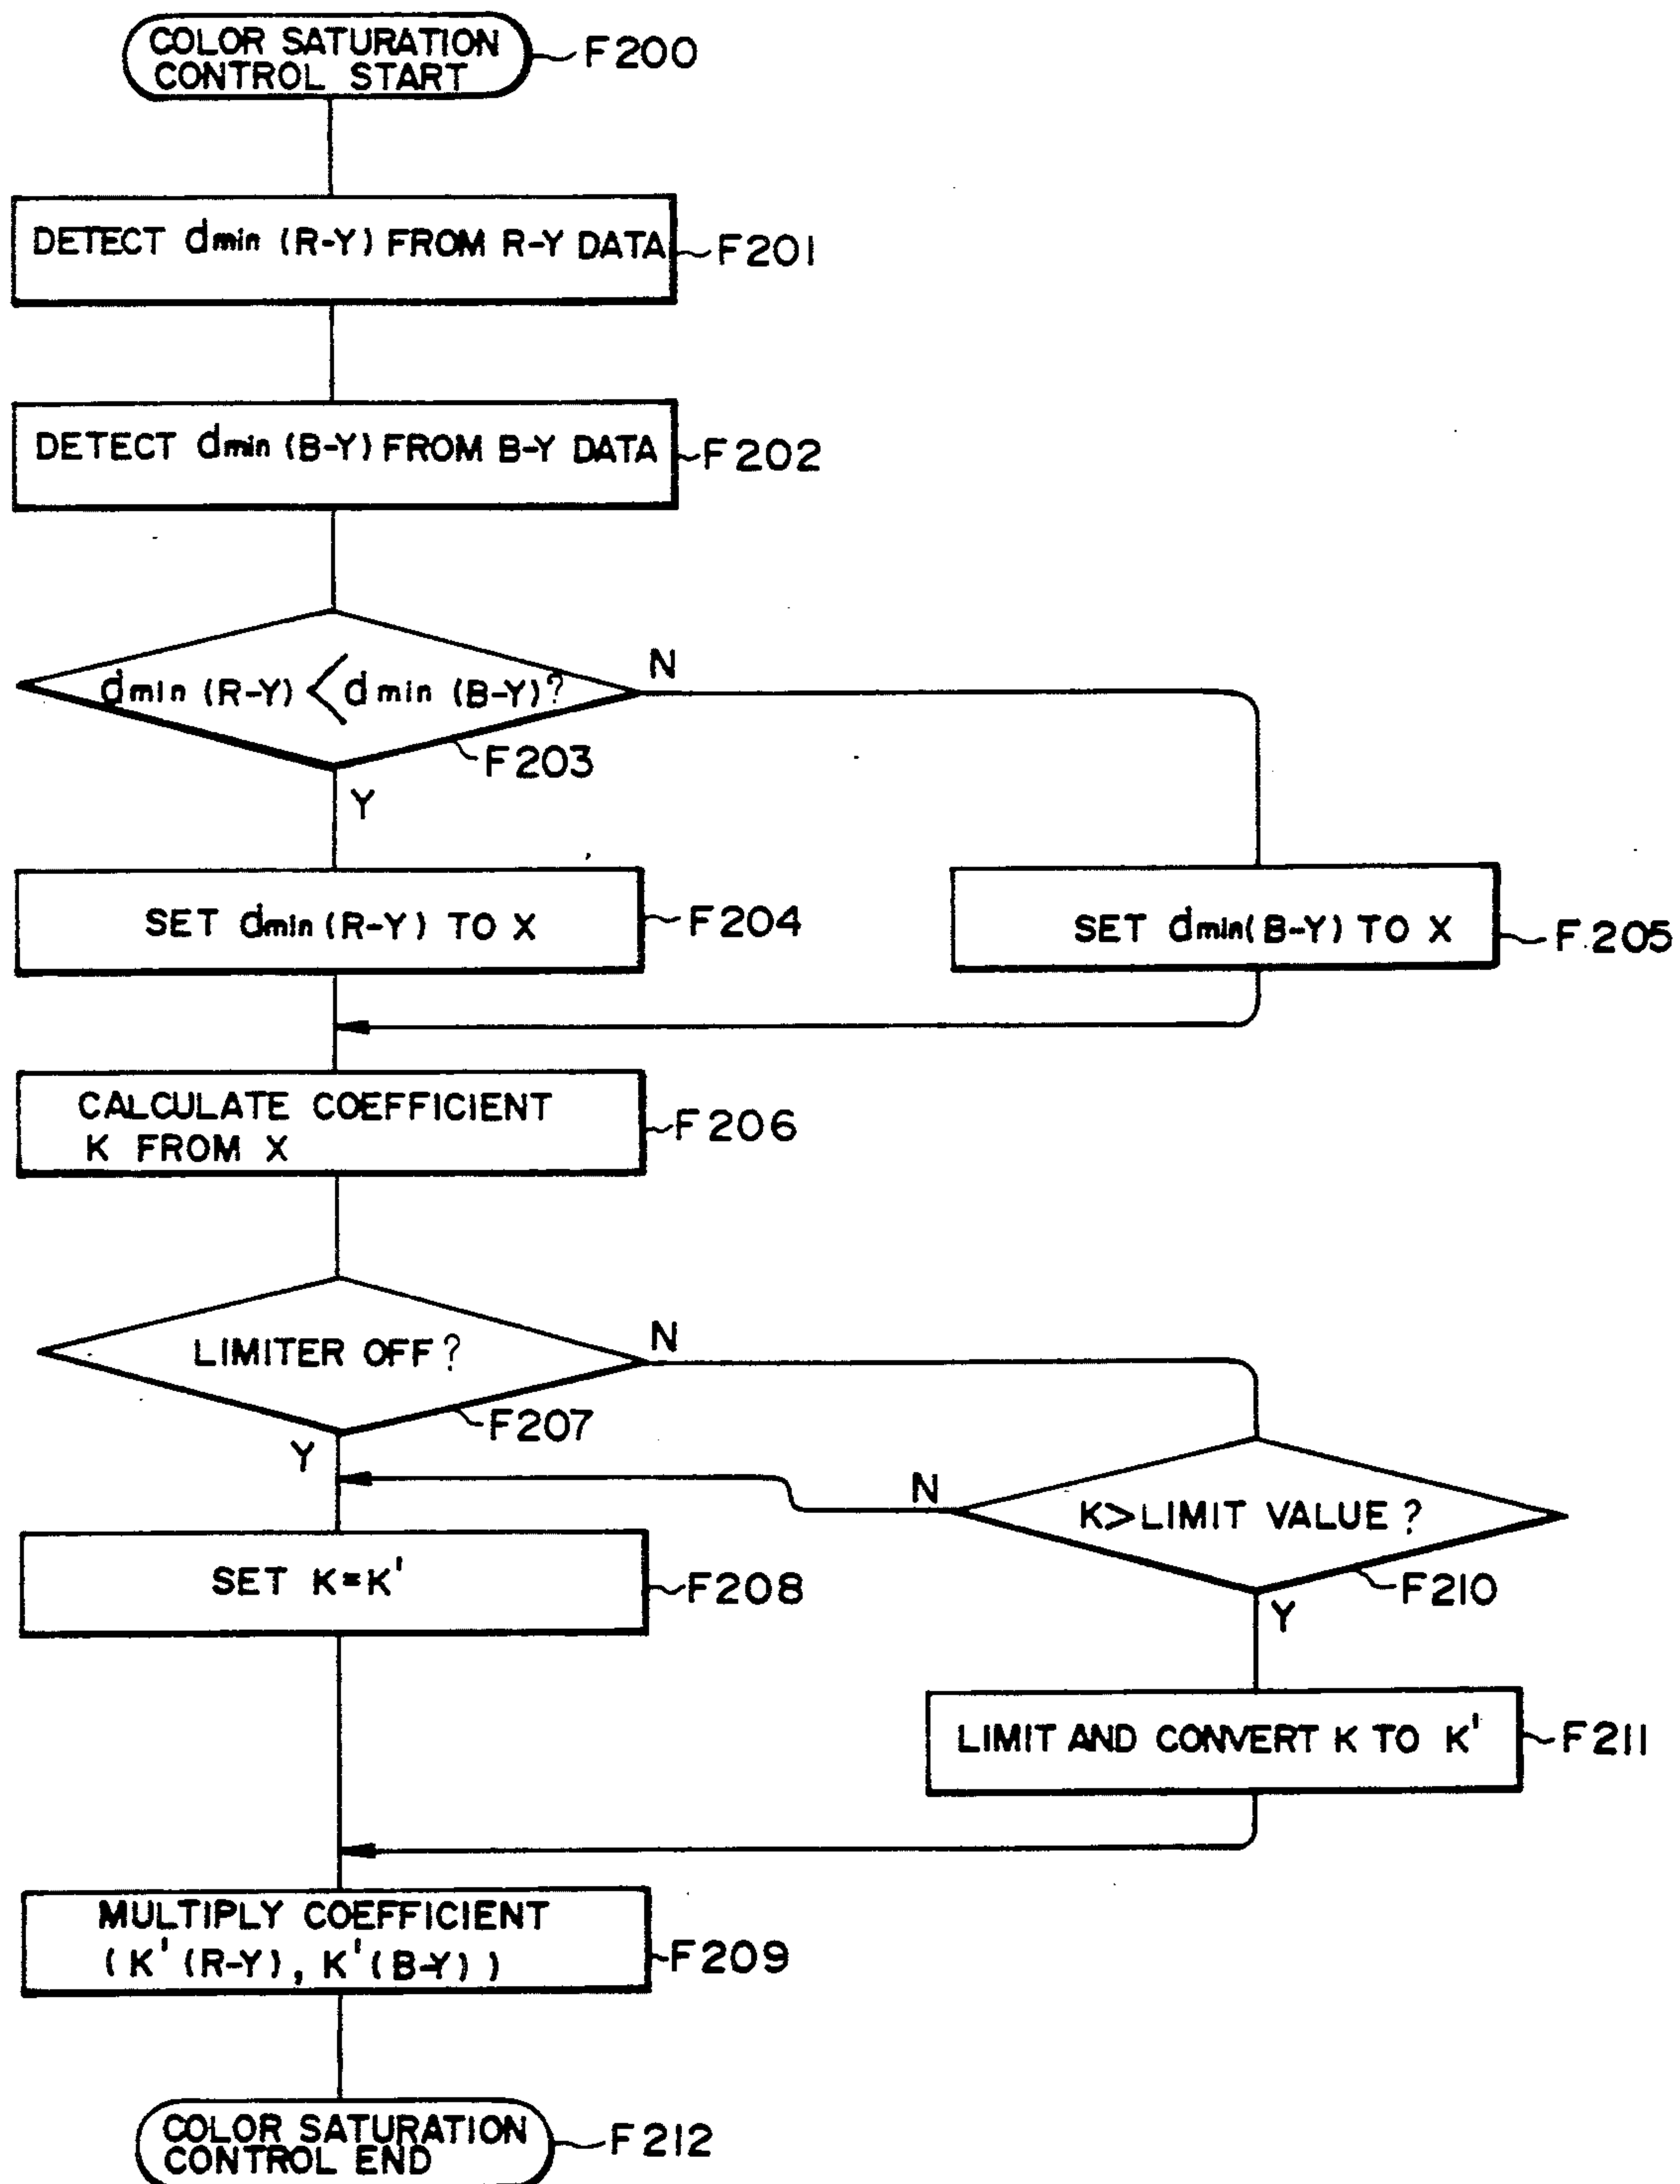 COLOR SATURATION
CONTROL START
F200
DETECT dmin (R-Y) FROM R-Y DATA
F201
DETECT dmin (B-Y) FROM B-Y DATA
F202
dmin (R-Y) < dmin (B-Y)?
N
F203
Y
SET dmin (R-Y) TO X
F204
SET dmin(B-Y) TO X
F205
CALCULATE COEFFICIENT
K FROM X
F206
LIMITER OFF?
N
F207
Y
K>LIMIT VALUE?
N
F210
Y
SET K=K'
F208
LIMIT AND CONVERT K TO K'
F211
MULTIPLY COEFFICIENT
(K'(R-Y), K'(B-Y))
F209
COLOR SATURATION
CONTROL END
F212